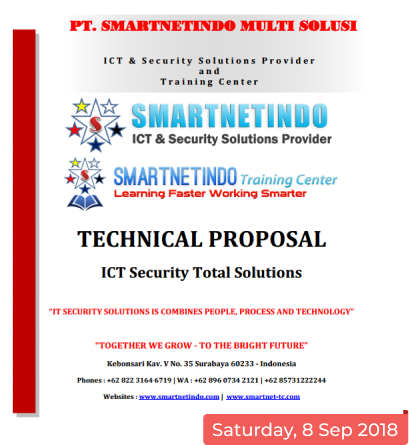 PT. SMARTNETINDO MULTI SOLUSI
ICT & Security Solutions Provider
and
Training Center
S
SMARTNETINDO
ICT & Security Solutions Provider
S
SMARTNETINDO Training Center
Learning Faster Working Smarter
TECHNICAL PROPOSAL
ICT Security Total Solutions
"IT SECURITY SOLUTIONS IS COMBINES PEOPLE, PROCESS AND TECHNOLOGY"
"TOGETHER WE GROW - TO THE BRIGHT FUTURE"
Kebonsari Kav. V No. 35 Surabaya 60233 - Indonesia
Phones : +62 822 3164 6719 | WA : +62 896 0734 2121 | +62 85731222244
Websites : www.smartnetindo.com | www.smartnet-tc.com
Saturday, 8 Sep 2018